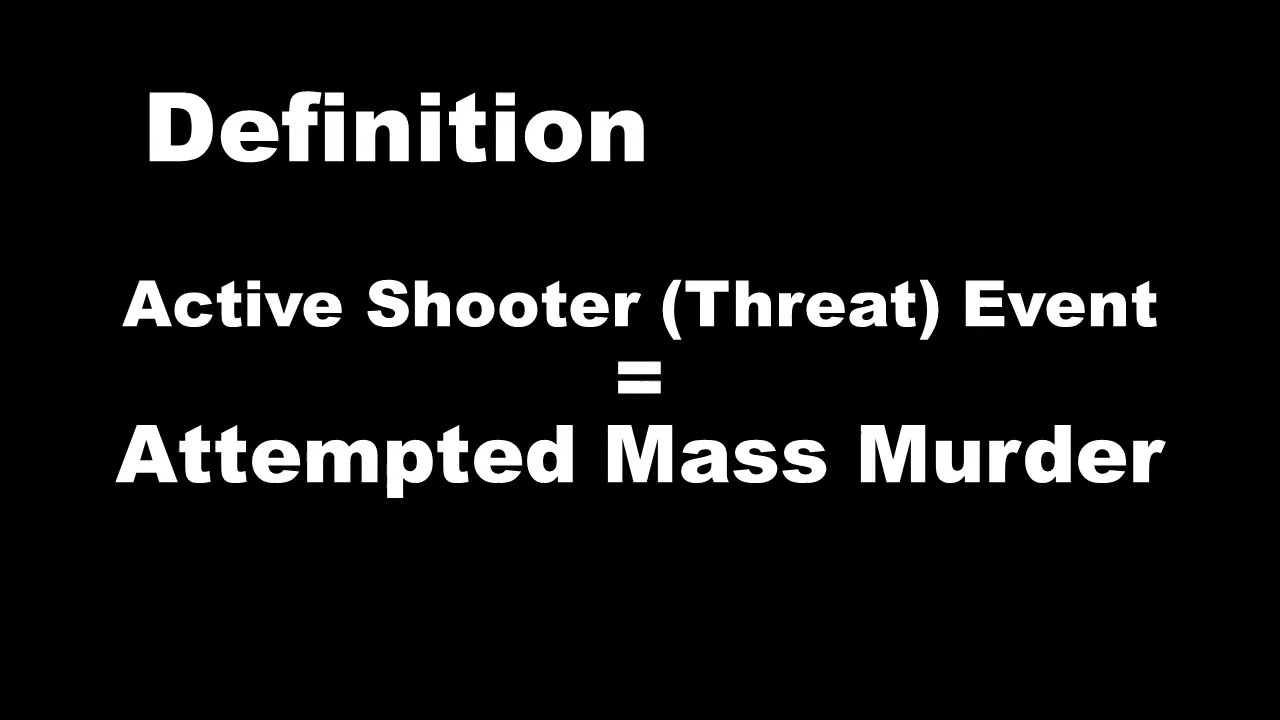 Definition
Active Shooter (Threat) Event
=
Attempted Mass Murder